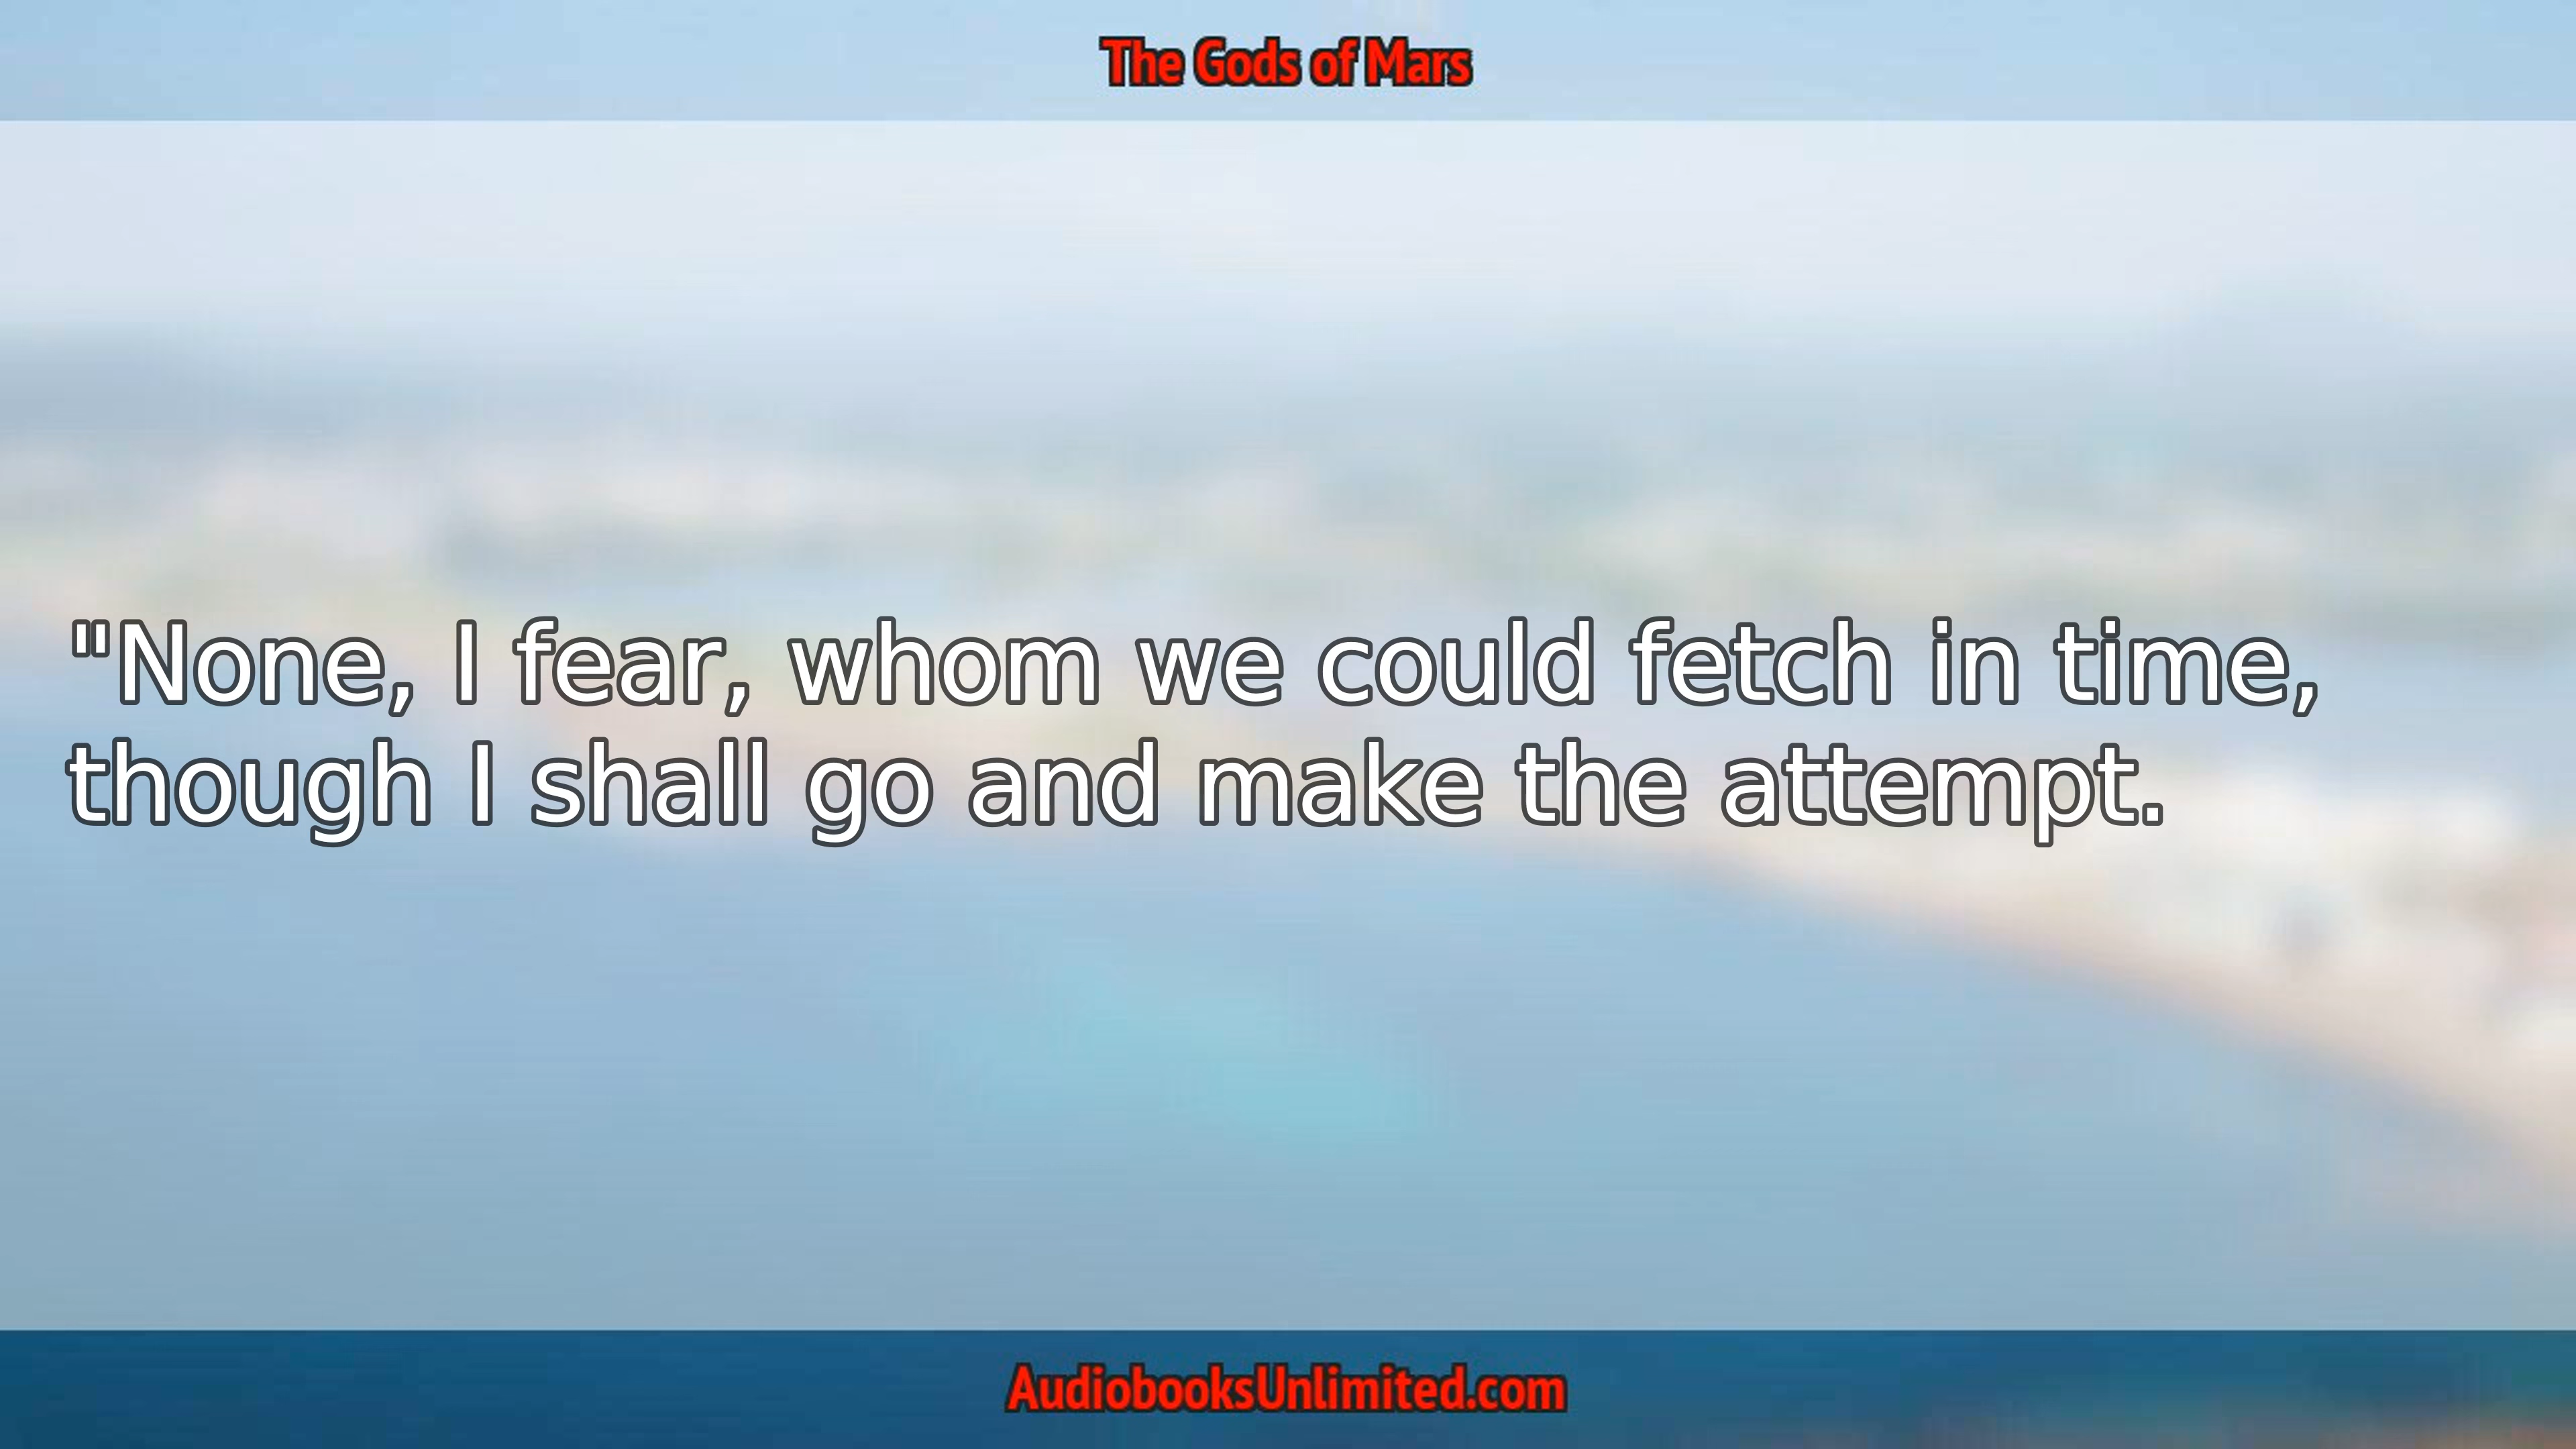 The Gods of Mars
"None, I fear, whom we could fetch in time,
though I shall go and make the attempt.
AudiobooksUnlimited.com